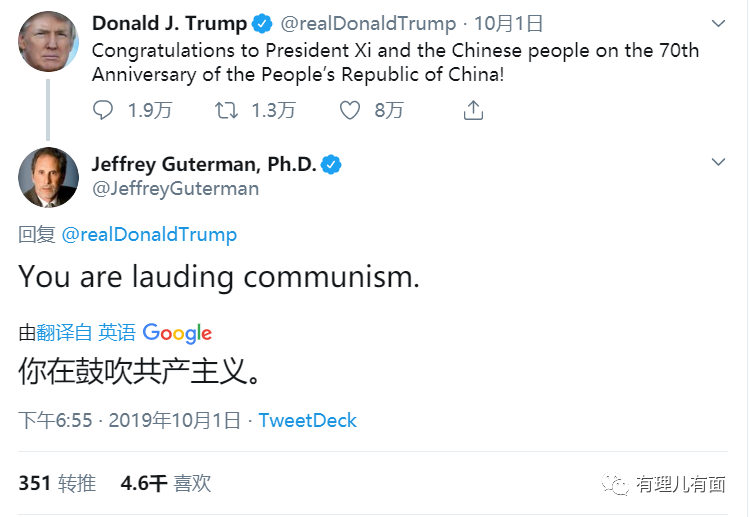 Donald J. Trump @realDonaldTrump · 10月1日
Congratulations to President Xi and the Chinese people on the 70th
Anniversary of the People's Republic of China!
1.9万 1.3万 8万
Jeffrey Guterman, Ph.D.
@JeffreyGuterman
回复 @realDonaldTrump
You are lauding communism.
由翻译自 英语 Google
你在鼓吹共产主义。
下午6:55 · 2019年10月1日 · TweetDeck
351 转推 4.6千 喜欢
有理儿有面